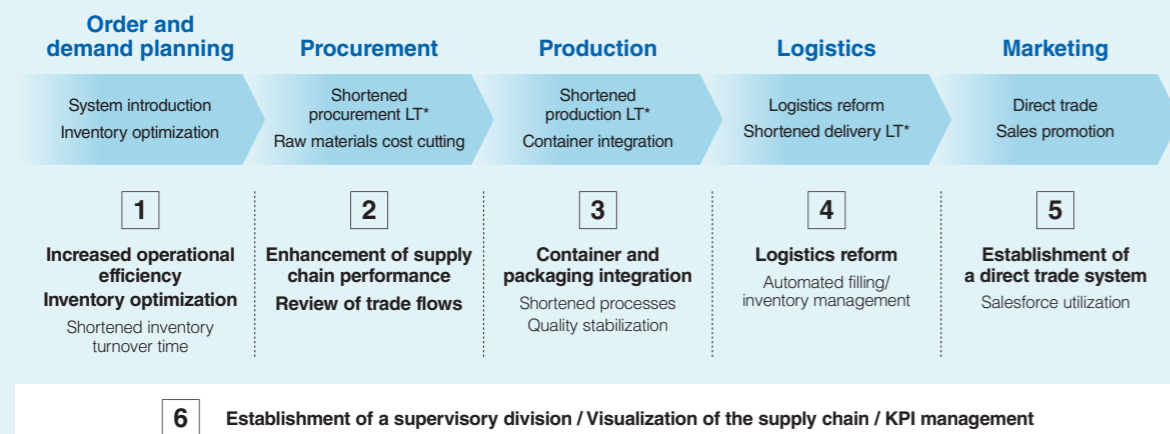 Order and
demand planning
Procurement
Production
Logistics
Marketing
System introduction
Inventory optimization
Shortened
procurement LT*
Raw materials cost cutting
Shortened
production LT*
Container integration
Logistics reform
Shortened delivery LT*
Direct trade
Sales promotion
1
Increased operational
efficiency
Inventory optimization
Shortened inventory
turnover time
2
Enhancement of supply
chain performance
Review of trade flows
3
Container and
packaging integration
Shortened processes
Quality stabilization
4
Logistics reform
Automated filling/
inventory management
5
Establishment of
a direct trade system
Salesforce utilization
6 Establishment of a supervisory division / Visualization of the supply chain / KPI management